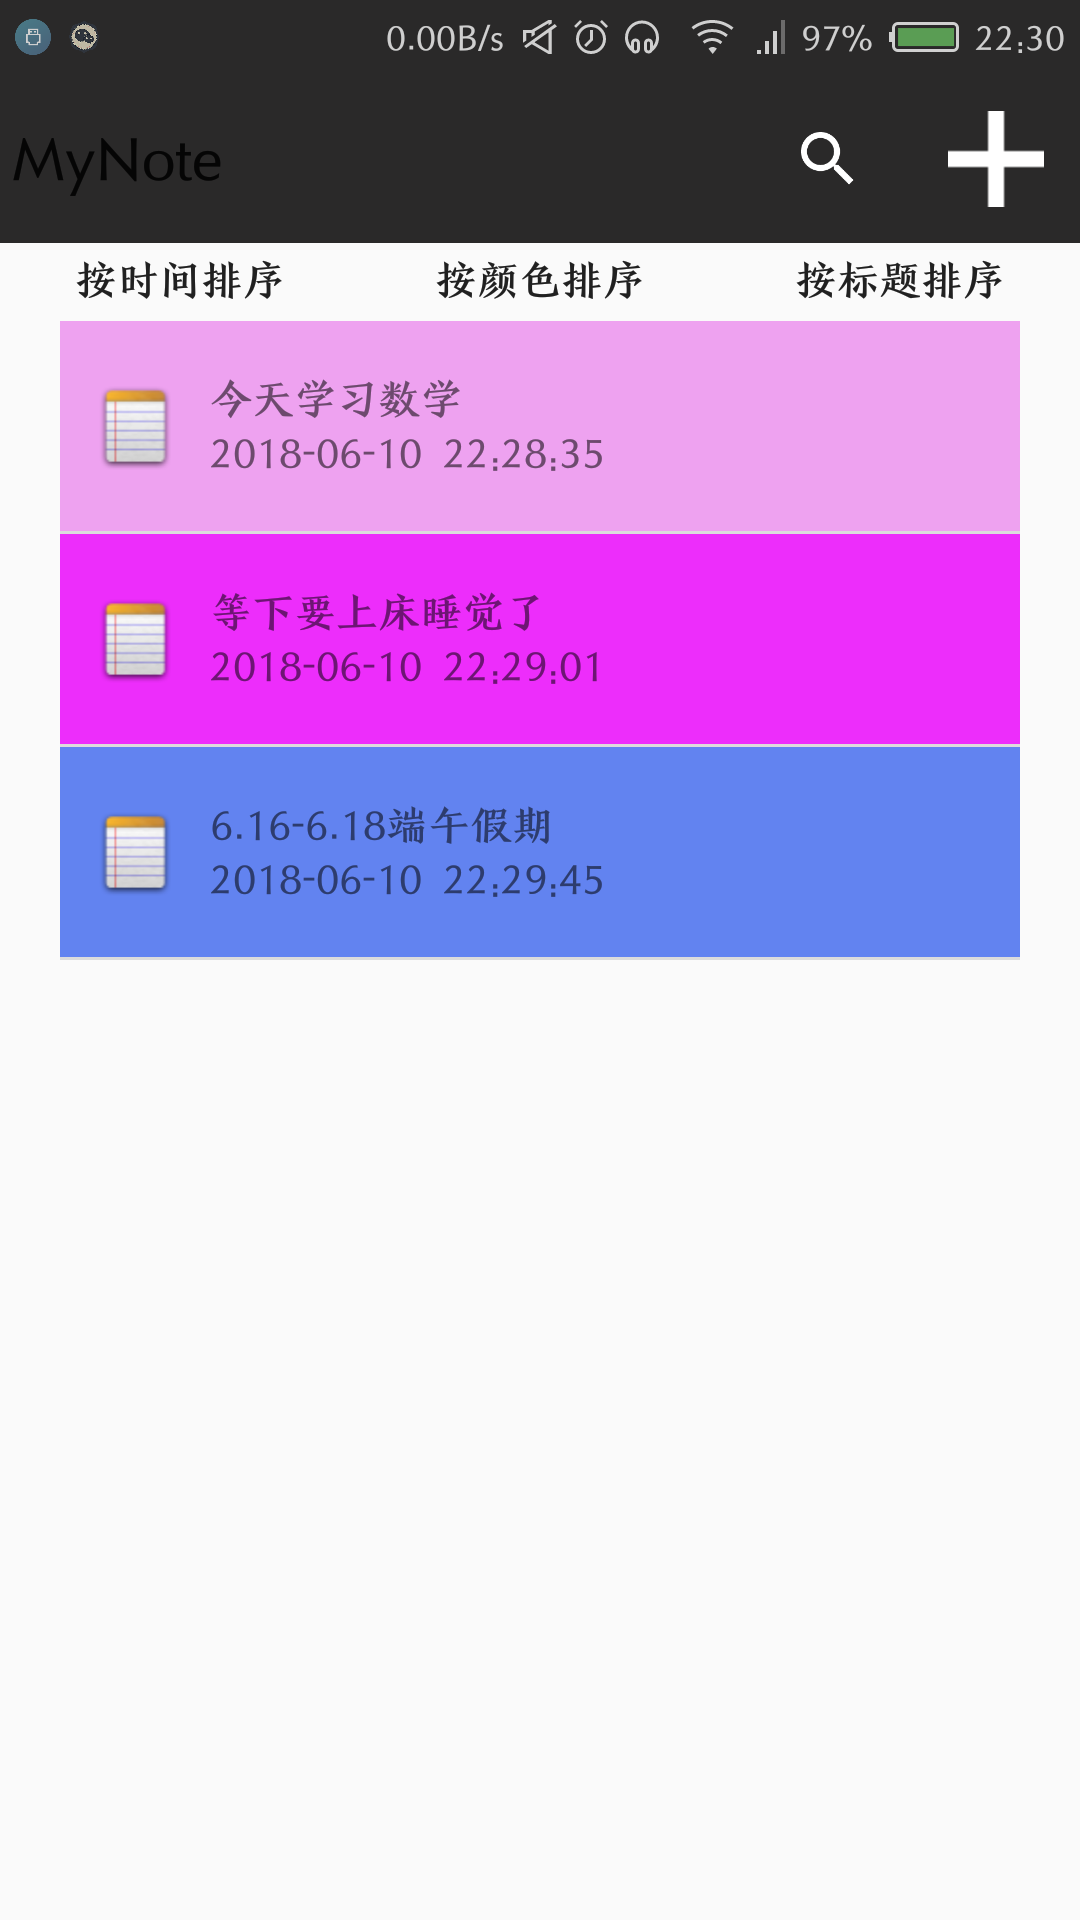 0.00B/s 97% 22:30
MyNote
按时间排序 按颜色排序 按标题排序
今天学习数学
2018-06-10 22:28:35
等下要上床睡觉了
2018-06-10 22:29:01
6.16-6.18端午假期
2018-06-10 22:29:45